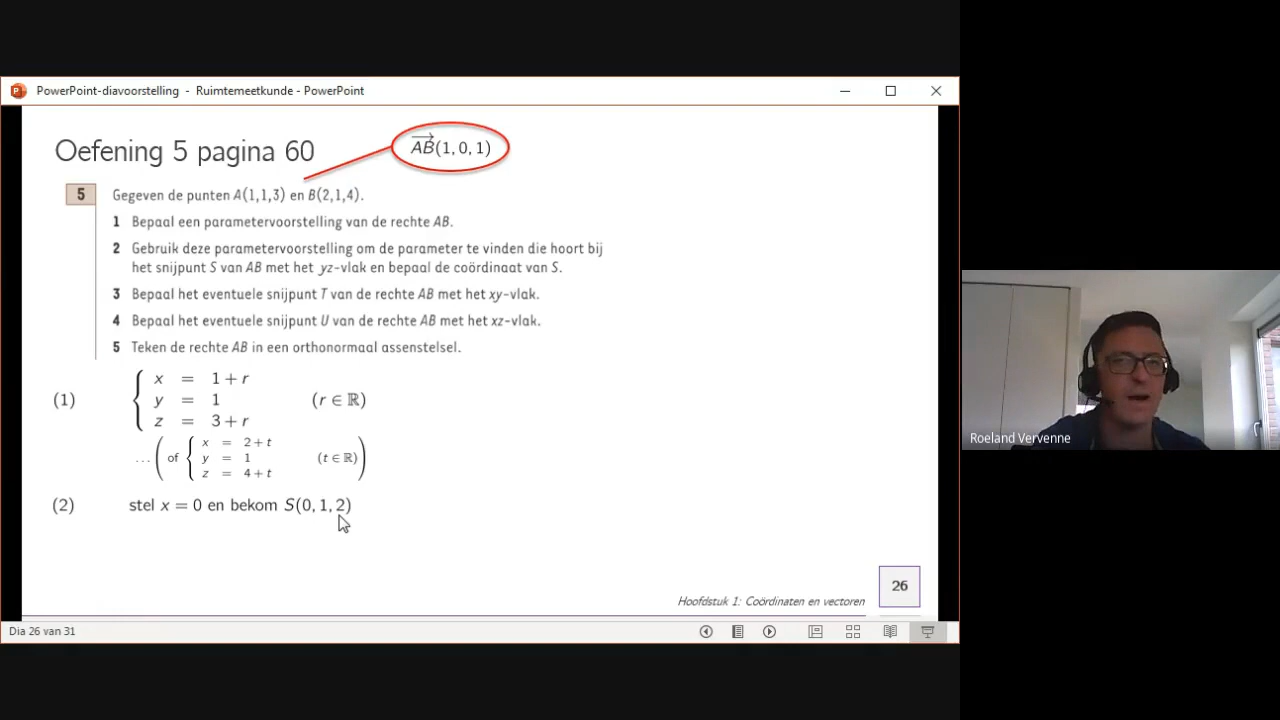 PowerPoint-diavoorstelling - Ruimtemeetkunde - PowerPoint
Oefening 5 pagina 60
AB(1, 0, 1)
5 Gegeven de punten A(1,1,3) en B(2,1,4).
1 Bepaal een parametervoorstelling van de rechte AB.
2 Gebruik deze parametervoorstelling om de parameter te vinden die hoort bij
het snijpunt S van AB met het yz-vlak en bepaal de coördinaat van S.
3 Bepaal het eventuele snijpunt T van de rechte AB met het xy-vlak.
4 Bepaal het eventuele snijpunt U van de rechte AB met het xz-vlak.
5 Teken de rechte AB in een orthonormaal assenstelsel.
x = 1 + r
(1) y = 1 (r ∈ ℝ)
z = 3 + r
x = 2 + t
... ( of { y = 1 (t ∈ ℝ) )
z = 4 + t
(2) stel x = 0 en bekom S(0, 1, 2)
26
Hoofdstuk 1: Coördinaten en vectoren
Dia 26 van 31
Roeland Vervenne